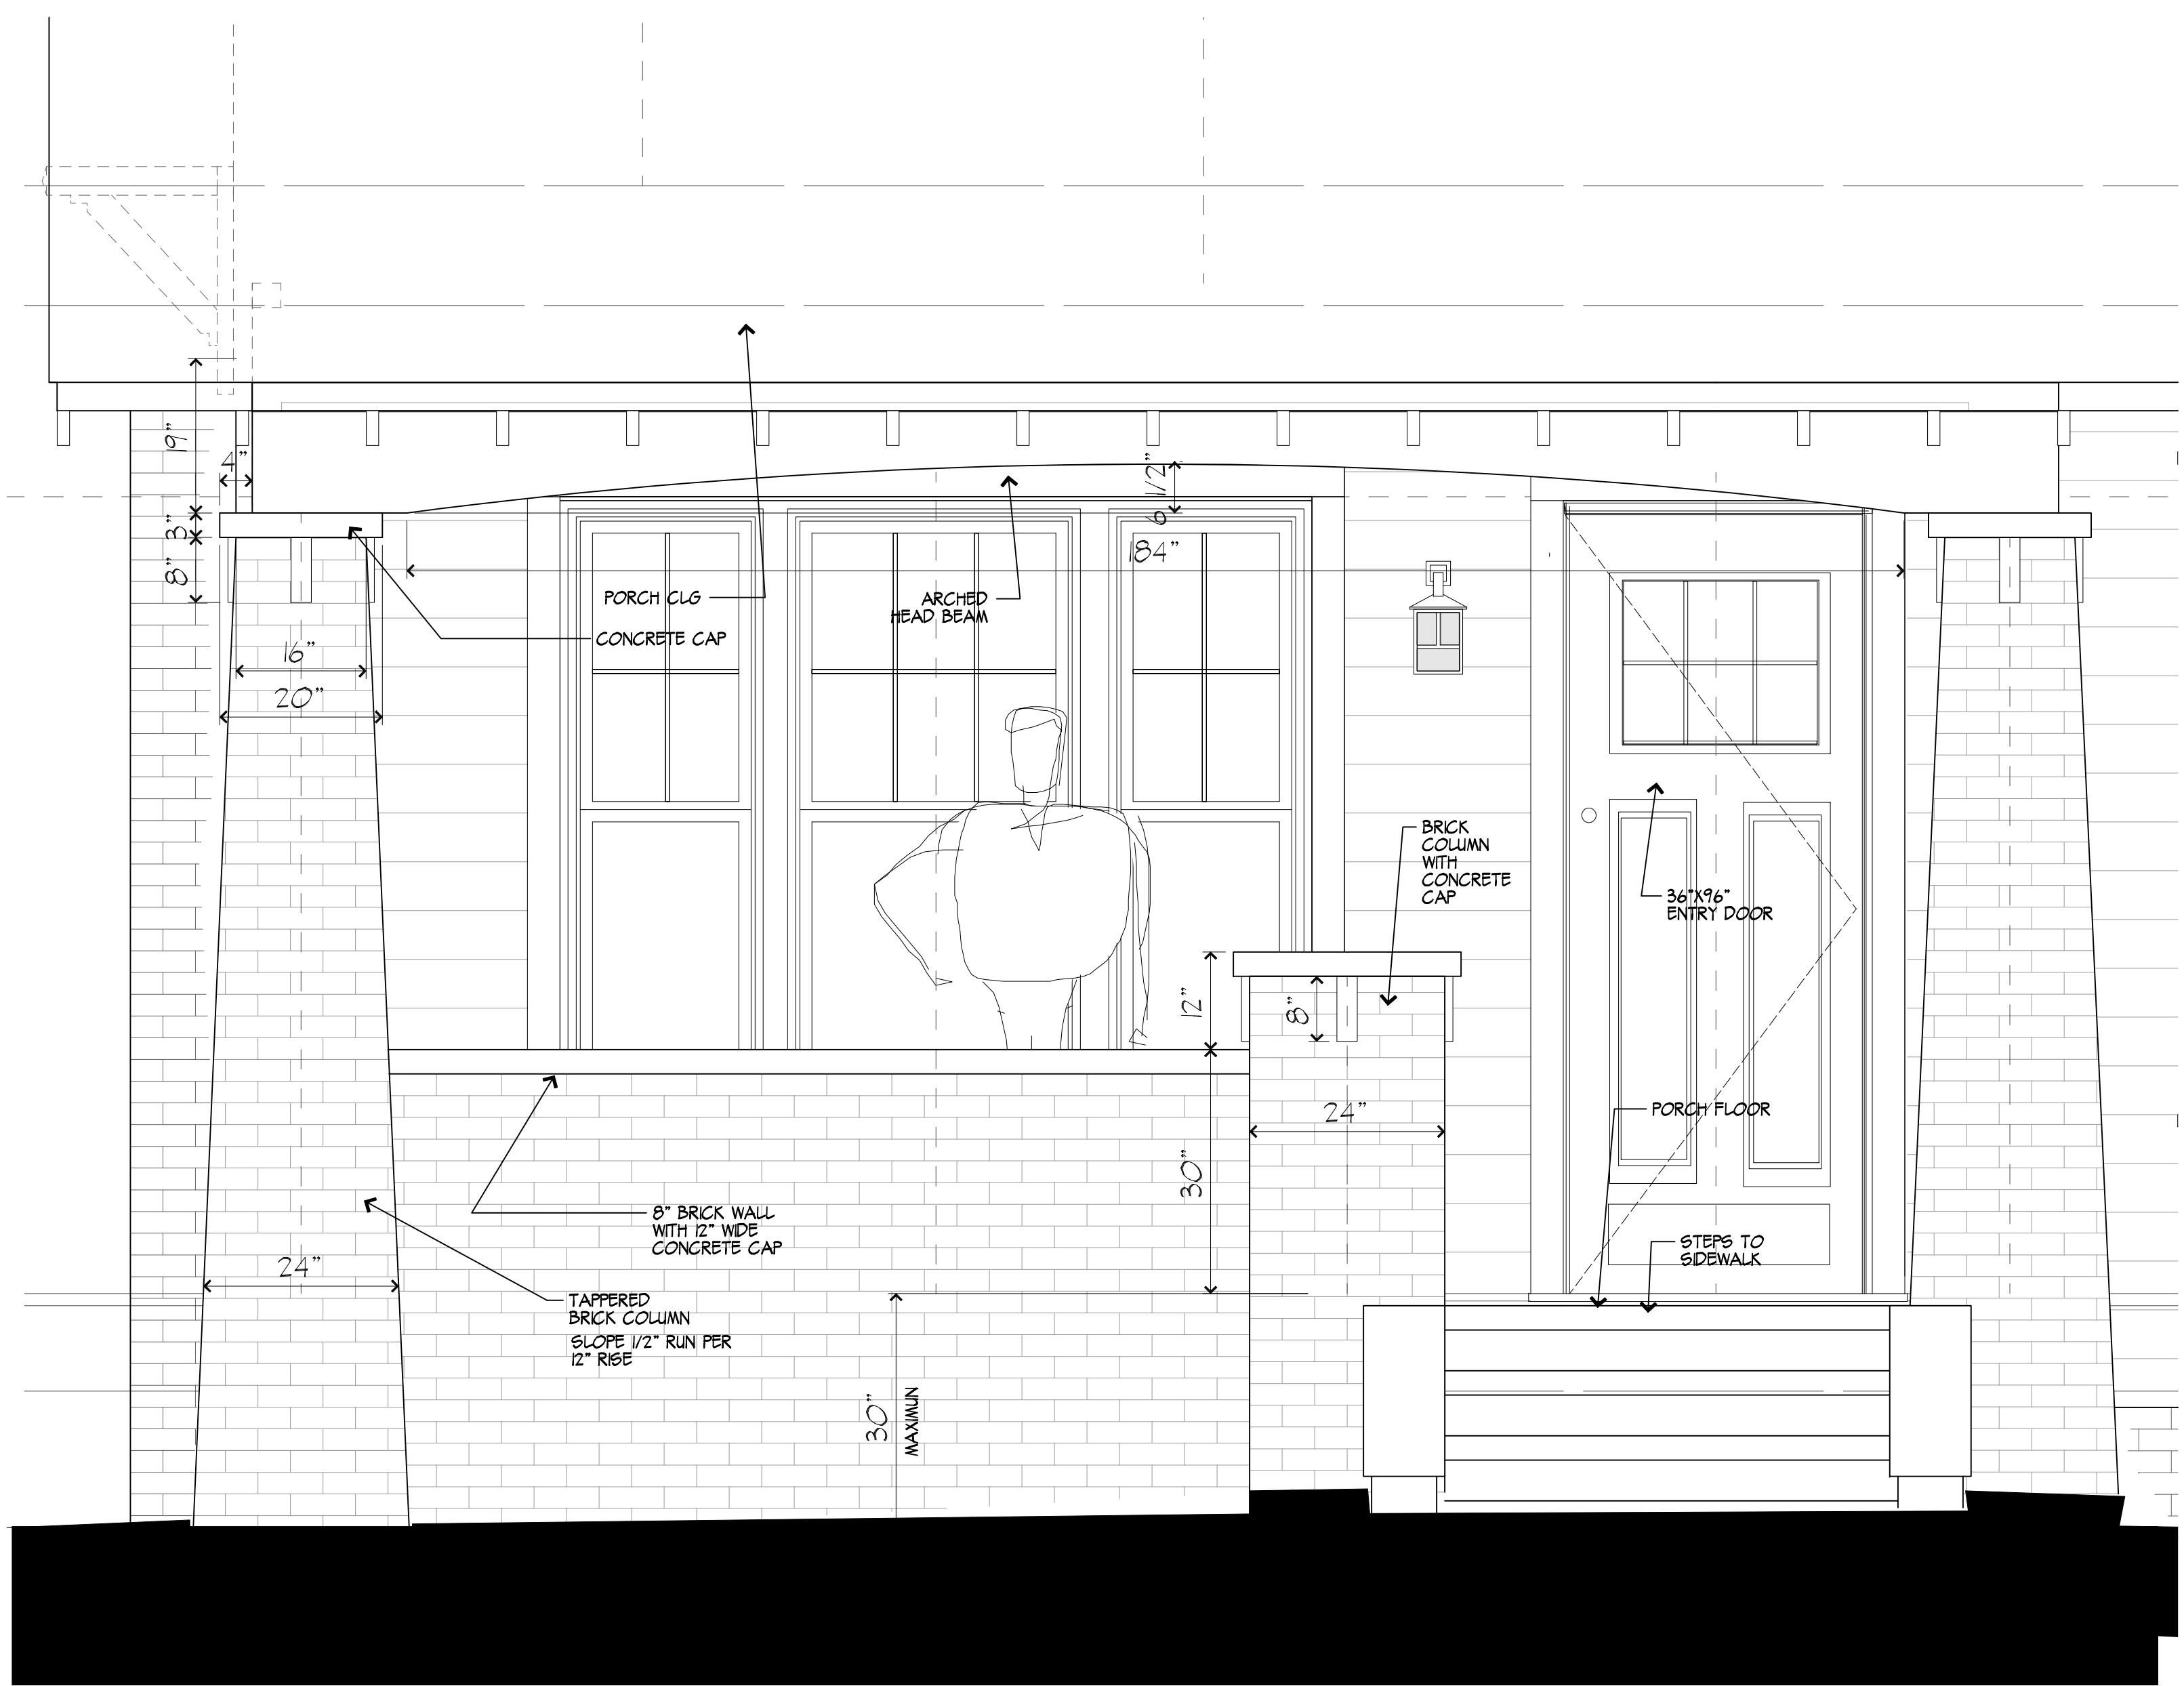 19”
4”
3”
8”
6 1/2”
184”
PORCH CLG
CONCRETE CAP
ARCHED
HEAD BEAM
16”
20”
BRICK
COLUMN
WITH
CONCRETE
CAP
36”X96”
ENTRY DOOR
12”
8”
24”
30”
PORCH FLOOR
8” BRICK WALL
WITH 12” WIDE
CONCRETE CAP
STEPS TO
SIDEWALK
24”
TAPPERED
BRICK COLUMN
SLOPE 1/2” RUN PER
12” RISE
30”
MAXIMUN